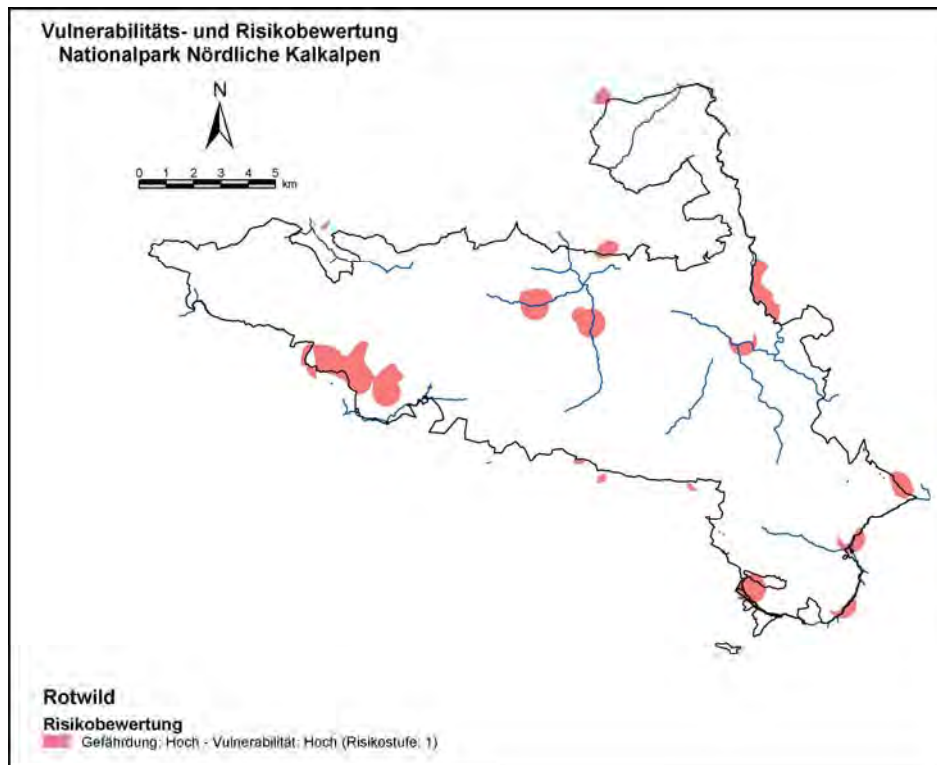 Vulnerabilitäts- und Risikobewertung
Nationalpark Nördliche Kalkalpen
N
0 1 2 3 4 5
km
Rotwild
Risikobewertung
Gefährdung: Hoch - Vulnerabilität: Hoch (Risikostufe: 1)